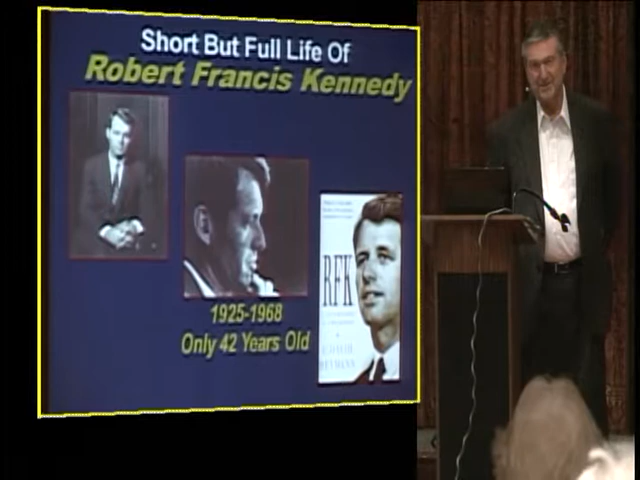 Short But Full Life Of
Robert Francis Kennedy
RFK
1925-1968
Only 42 Years Old